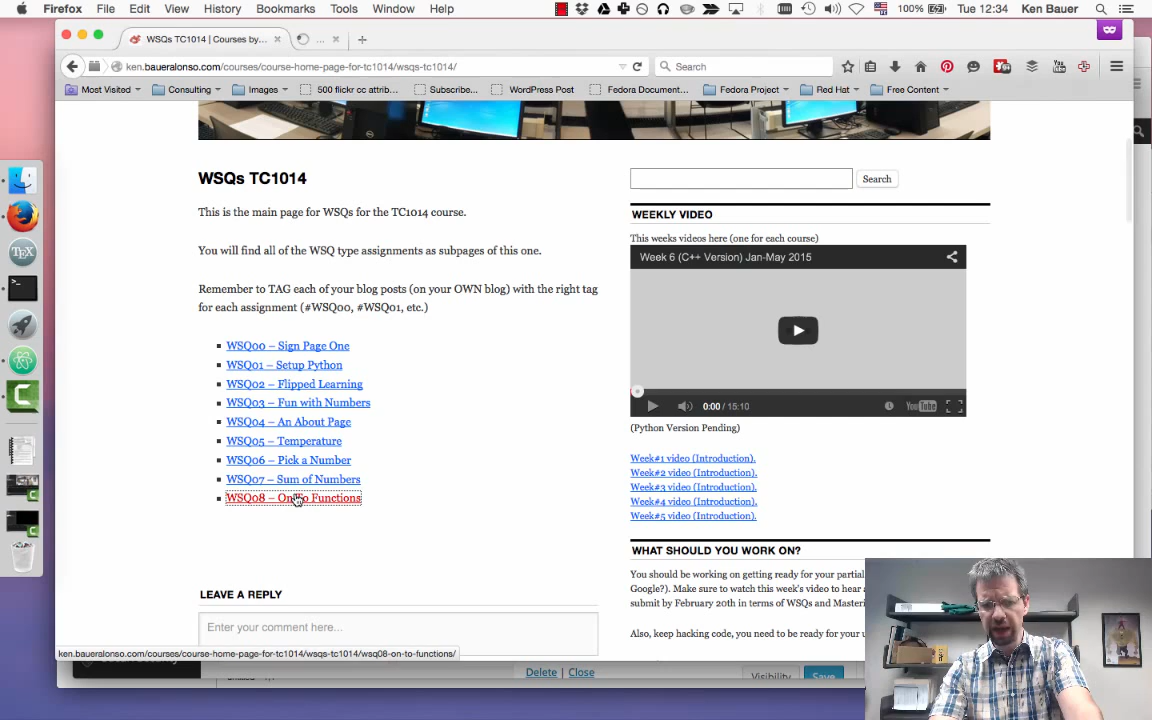 Firefox File Edit View History Bookmarks Tools Window Help 100% Tue 12:34 Ken Bauer
WSQs TC1014 | Courses by... × ... × +
ken.baueralonso.com/courses/course-home-page-for-tc1014/wsqs-tc1014/ Search
Most Visited Consulting Images 500 flickr cc attrib... Subscribe... WordPress Post Fedora Document... Fedora Project Red Hat Free Content
WSQs TC1014
Search
This is the main page for WSQs for the TC1014 course.
WEEKLY VIDEO
This weeks videos here (one for each course)
You will find all of the WSQ type assignments as subpages of this one.
Week 6 (C++ Version) Jan-May 2015
Remember to TAG each of your blog posts (on your OWN blog) with the right tag
for each assignment (#WSQ00, #WSQ01, etc.)
WSQ00 – Sign Page One
WSQ01 – Setup Python
WSQ02 – Flipped Learning
WSQ03 – Fun with Numbers
WSQ04 – An About Page
WSQ05 – Temperature
WSQ06 – Pick a Number
WSQ07 – Sum of Numbers
WSQ08 – On To Functions
0:00 / 15:10 YouTube
(Python Version Pending)
Week#1 video (Introduction).
Week#2 video (Introduction).
Week#3 video (Introduction).
Week#4 video (Introduction).
Week#5 video (Introduction).
WHAT SHOULD YOU WORK ON?
You should be working on getting ready for your partial
Google?). Make sure to watch this week's video to hear
submit by February 20th in terms of WSQs and Masteri
Also, keep hacking code, you need to be ready for your
LEAVE A REPLY
Enter your comment here...
ken.baueralonso.com/courses/course-home-page-for-tc1014/wsqs-tc1014/wsq08-on-to-functions/
Delete Close Visibility Save
TEX